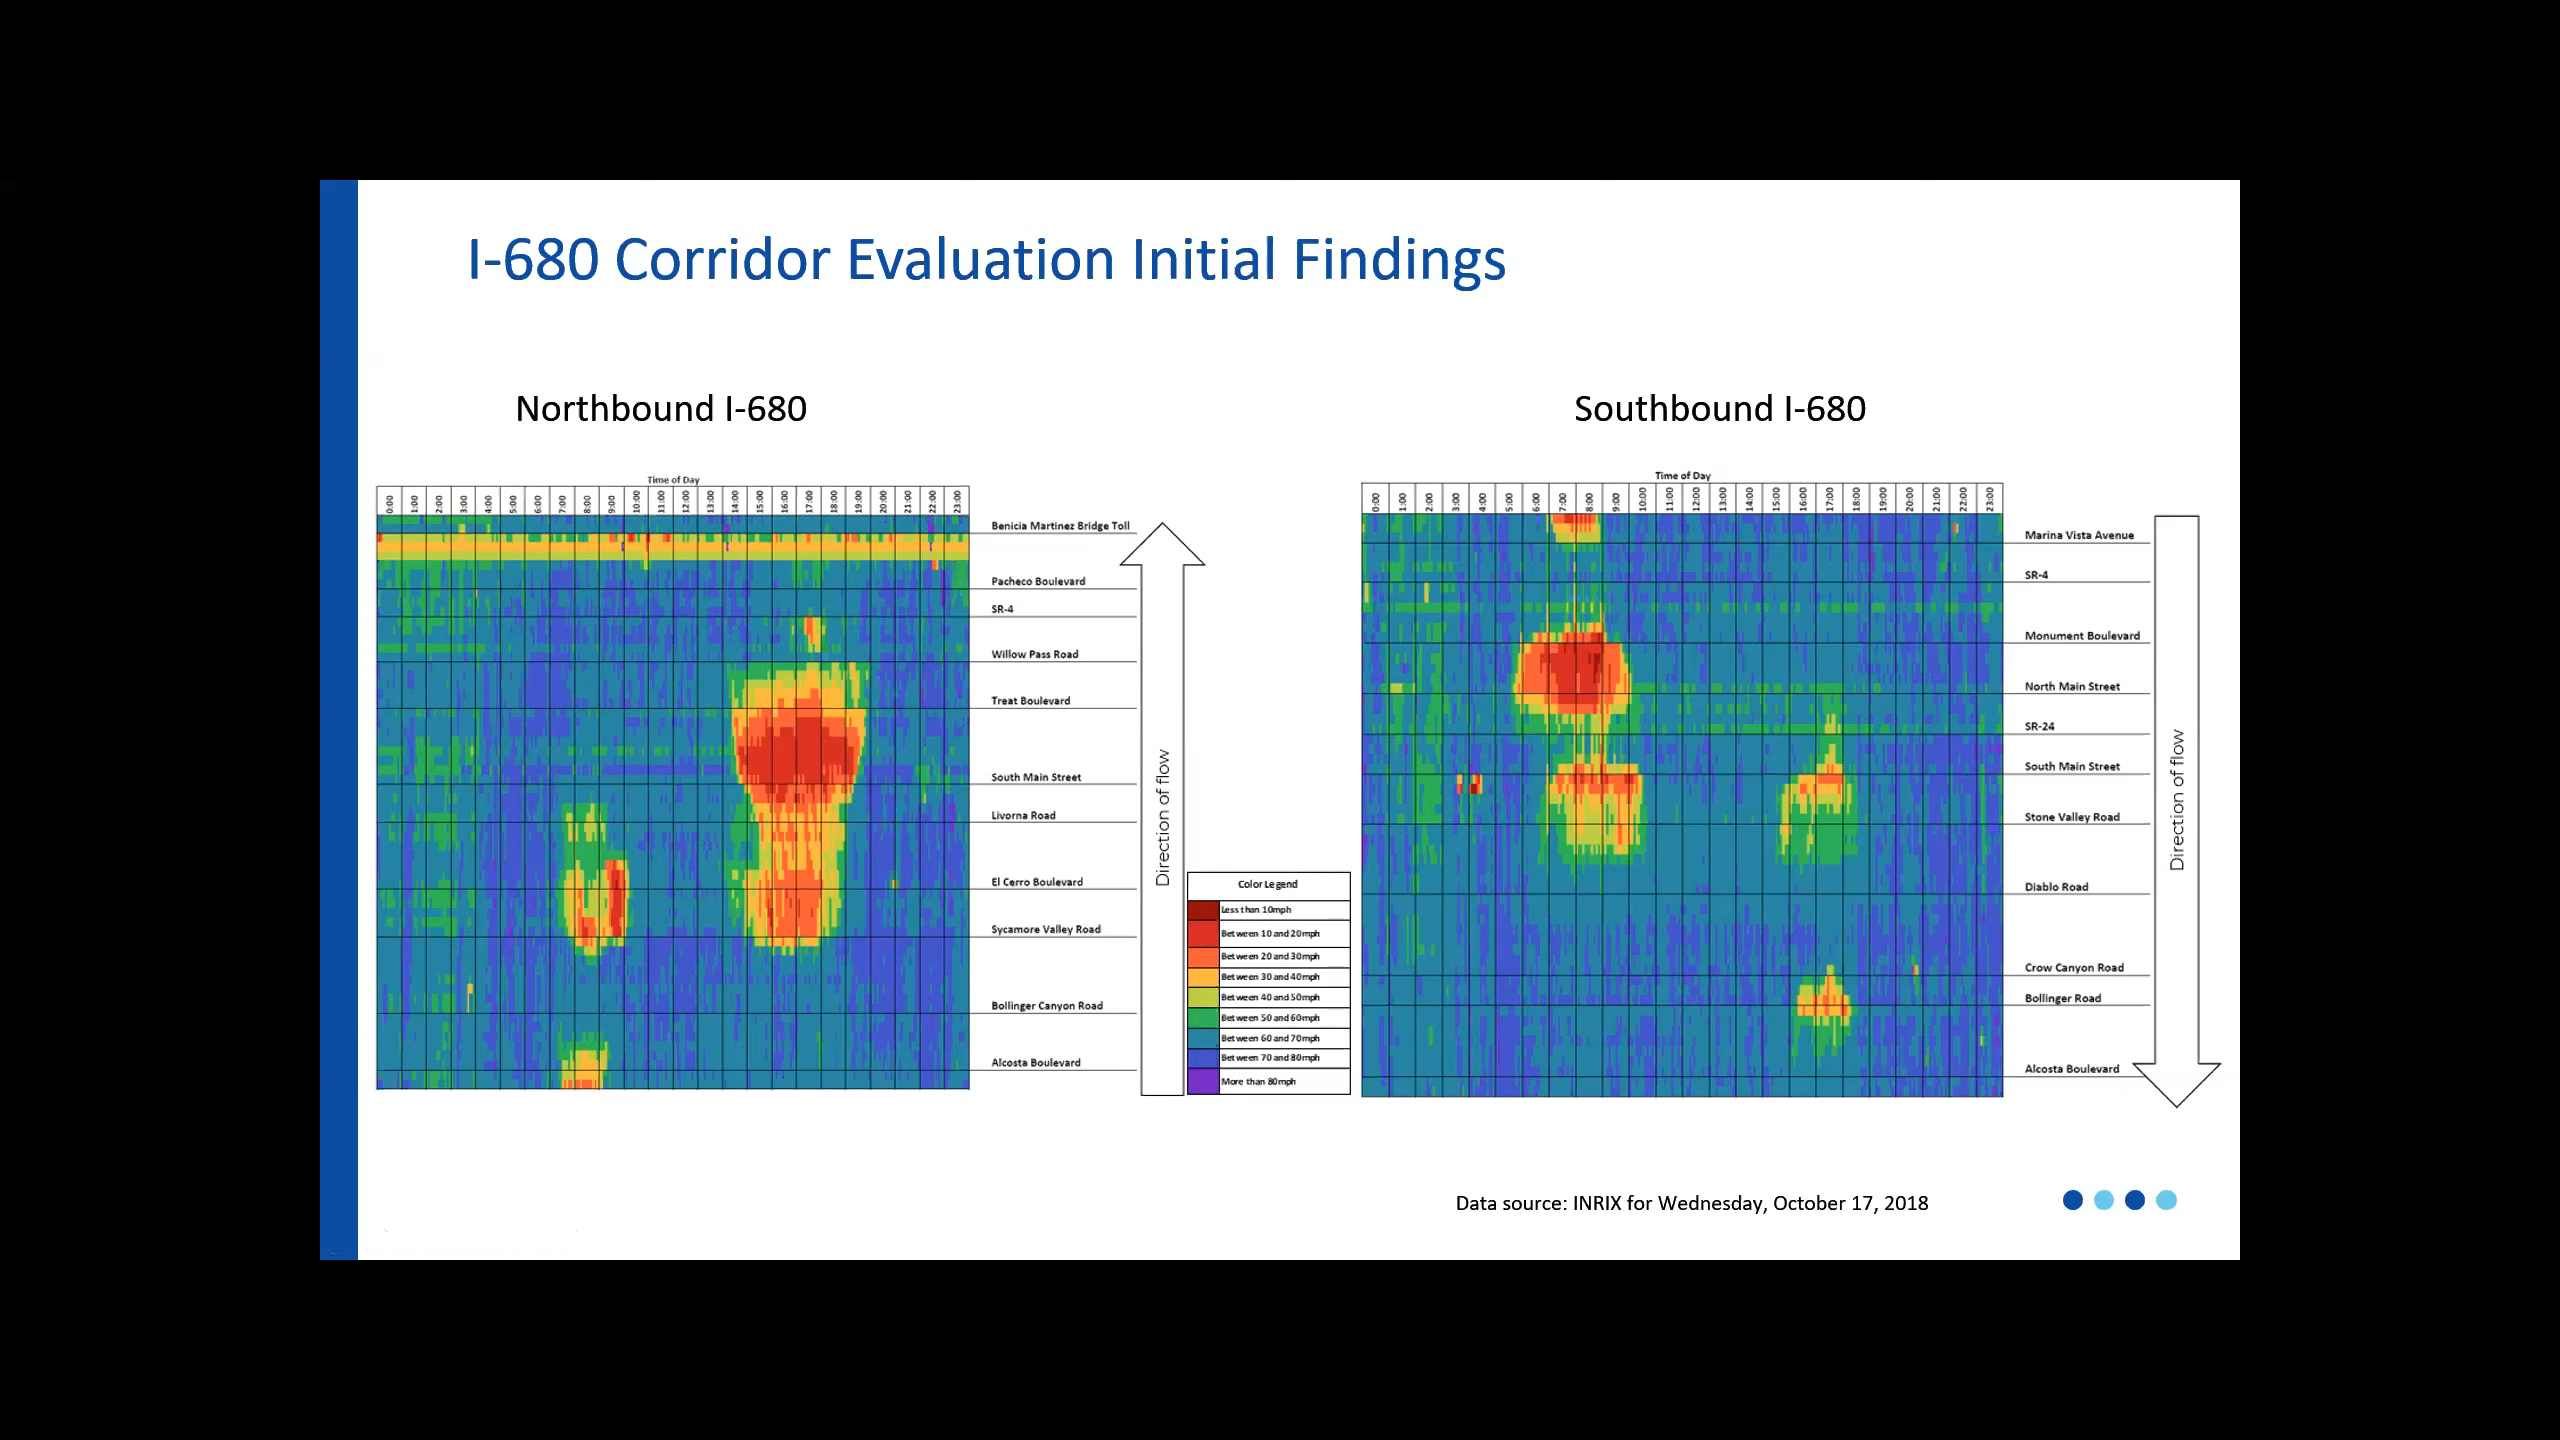 I-680 Corridor Evaluation Initial Findings
Northbound I-680
Southbound I-680
Time of Day
0:00 1:00 2:00 3:00 4:00 5:00 6:00 7:00 8:00 9:00 10:00 11:00 12:00 13:00 14:00 15:00 16:00 17:00 18:00 19:00 20:00 21:00 22:00 23:00
Benicia Martinez Bridge Toll
Pacheco Boulevard
SR-4
Willow Pass Road
Treat Boulevard
South Main Street
Livorna Road
El Cerro Boulevard
Sycamore Valley Road
Bollinger Canyon Road
Alcosta Boulevard
Direction of flow
Color Legend
Less than 10mph
Between 10 and 20mph
Between 20 and 30mph
Between 30 and 40mph
Between 40 and 50mph
Between 50 and 60mph
Between 60 and 70mph
Between 70 and 80mph
More than 80mph
Time of Day
0:00 1:00 2:00 3:00 4:00 5:00 6:00 7:00 8:00 9:00 10:00 11:00 12:00 13:00 14:00 15:00 16:00 17:00 18:00 19:00 20:00 21:00 22:00 23:00
Marina Vista Avenue
SR-4
Monument Boulevard
North Main Street
SR-24
South Main Street
Stone Valley Road
Diablo Road
Crow Canyon Road
Bollinger Road
Alcosta Boulevard
Direction of flow
Data source: INRIX for Wednesday, October 17, 2018